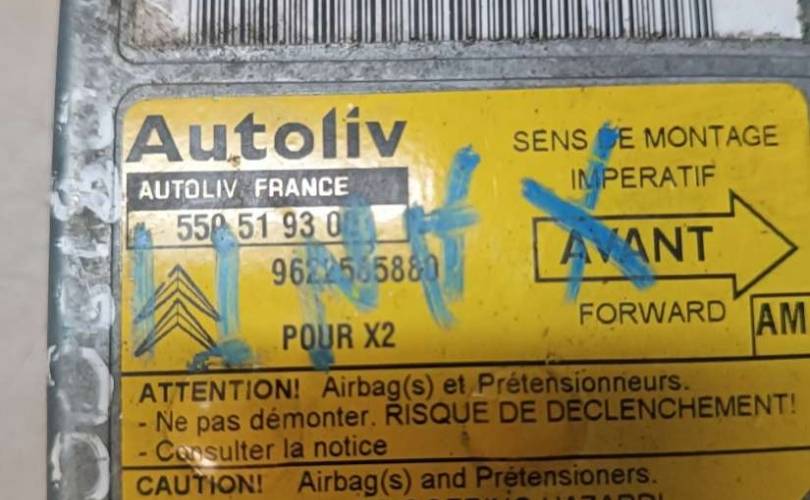 Autoliv
AUTOLIV FRANCE
550 51 93 0
POUR X2
SENS DE MONTAGE
IMPERATIF
AVANT
FORWARD
AM
ATTENTION! Airbag(s) et Prétensionneurs.
- Ne pas démonter. RISQUE DE DECLENCHEMENT!
- Consulter la notice
CAUTION! Airbag(s) and Prétensioners.